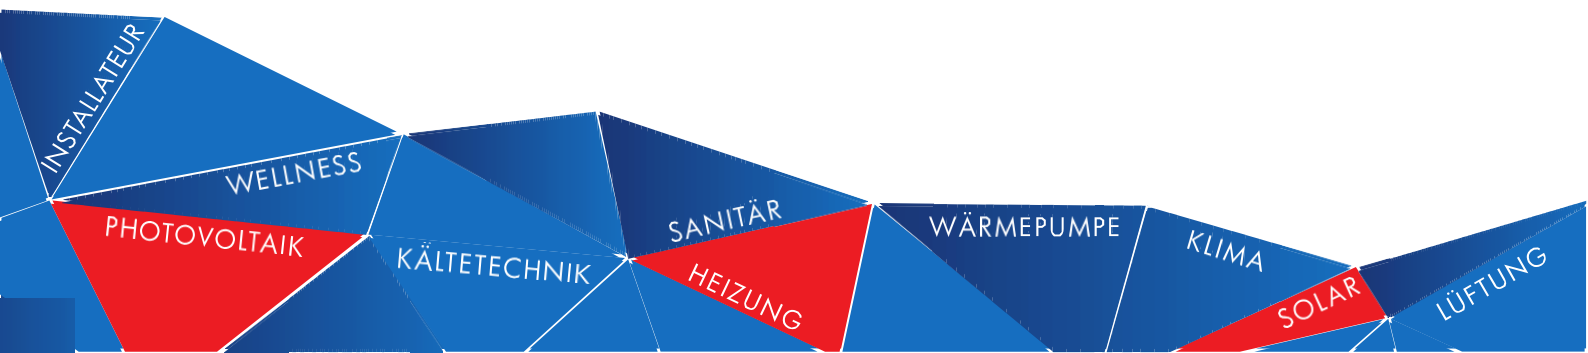 INSTALLATEUR
WELLNESS
PHOTOVOLTAIK
KÄLTETECHNIK
SANITÄR
HEIZUNG
WÄRMEPUMPE
KLIMA
SOLAR
LÜFTUNG